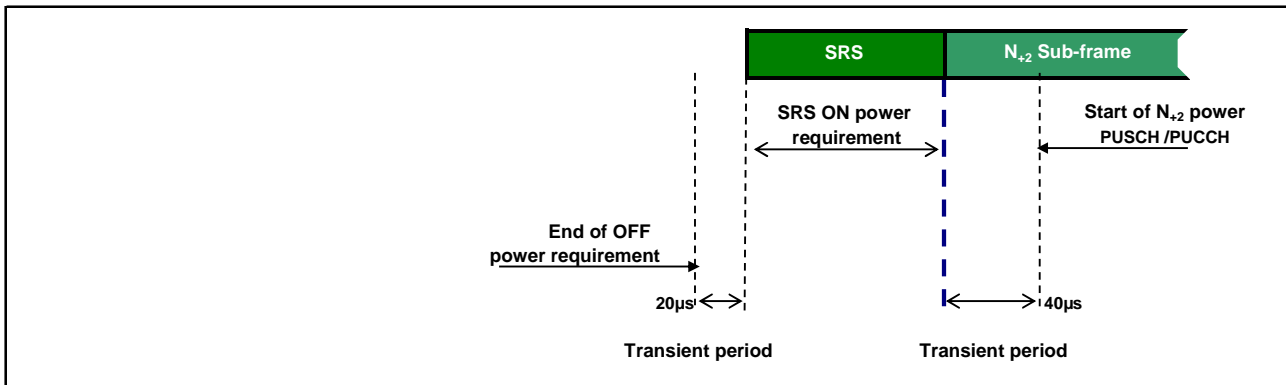 SRS
N+2 Sub-frame
SRS ON power
requirement
Start of N+2 power
PUSCH /PUCCH
End of OFF
power requirement
20µs
40µs
Transient period
Transient period